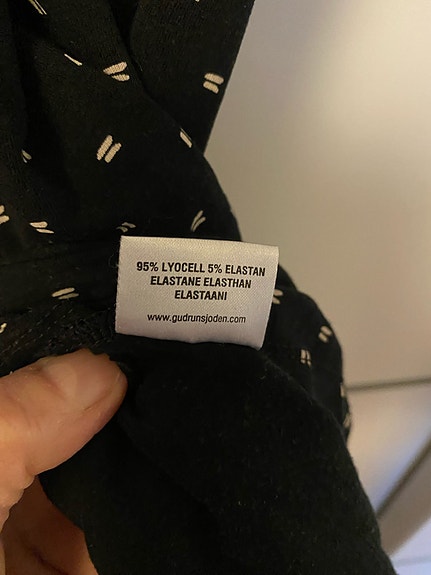 95% LYOCELL 5% ELASTAN
ELASTANE ELASTHAN
ELASTAANI
www.gudrunsjoden.com